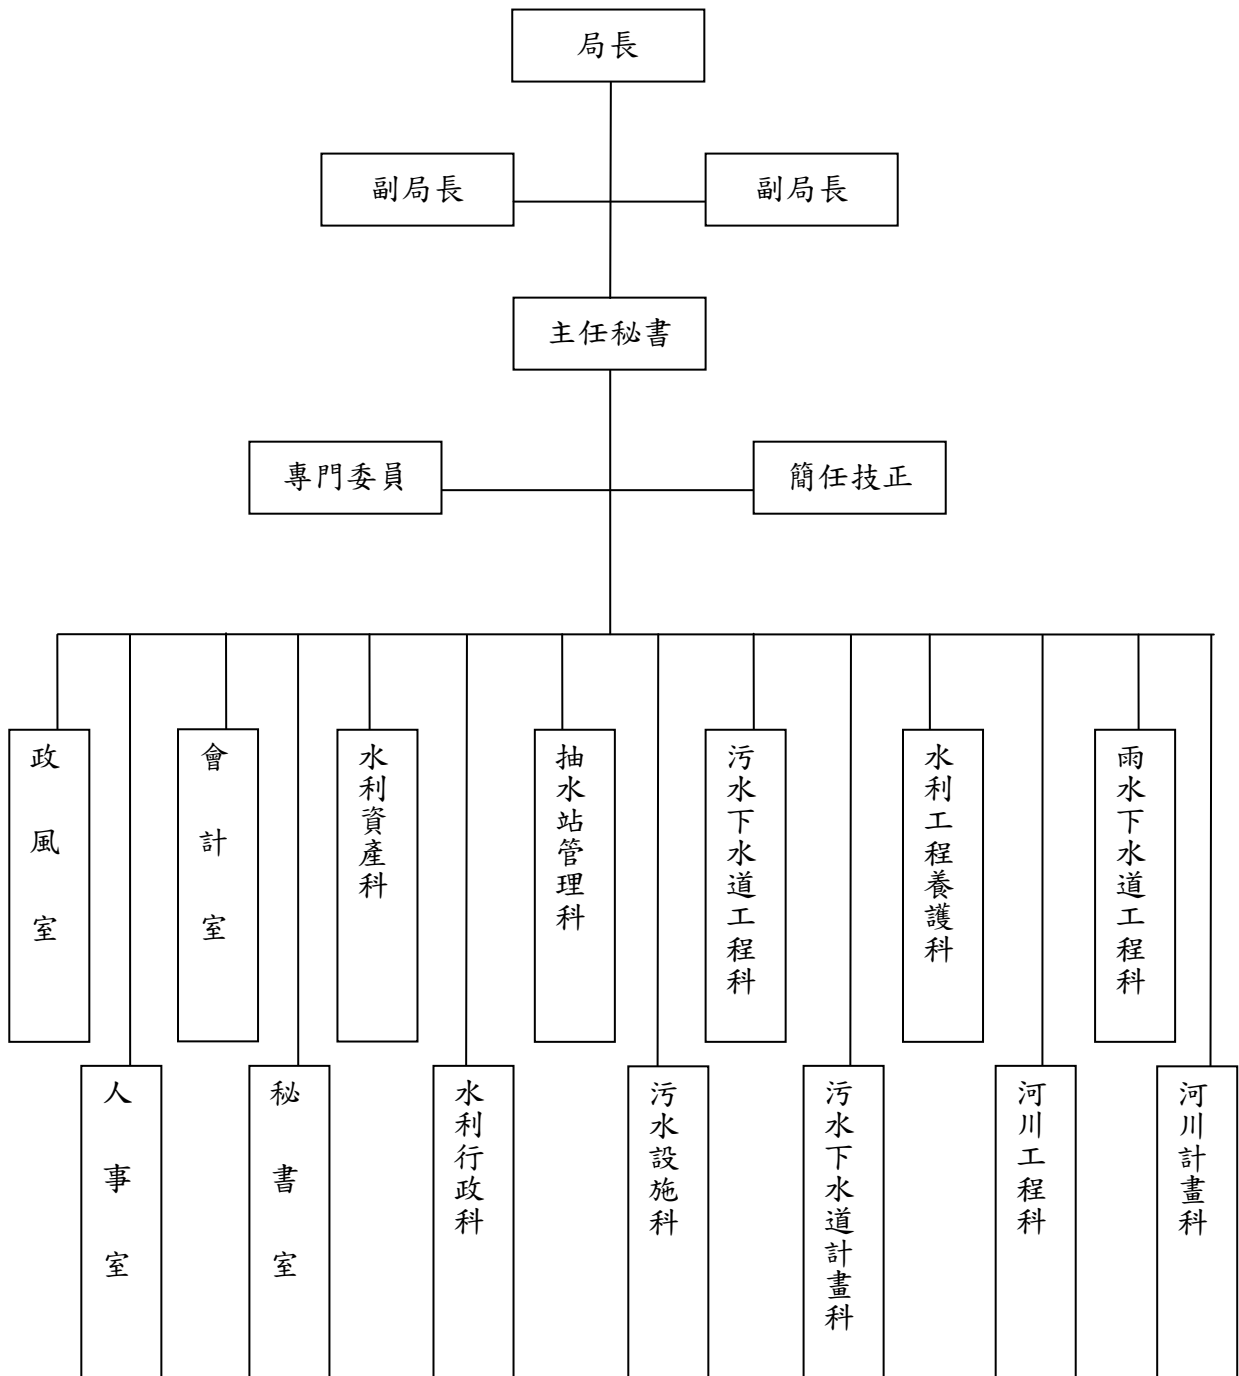 局長
副局長
副局長
主任秘書
專門委員
簡任技正
政風室
會計室
水利資產科
抽水站管理科
污水下水道工程科
水利工程養護科
雨水下水道工程科
人事室
秘書室
水利行政科
污水設施科
污水下水道計畫科
河川工程科
河川計畫科